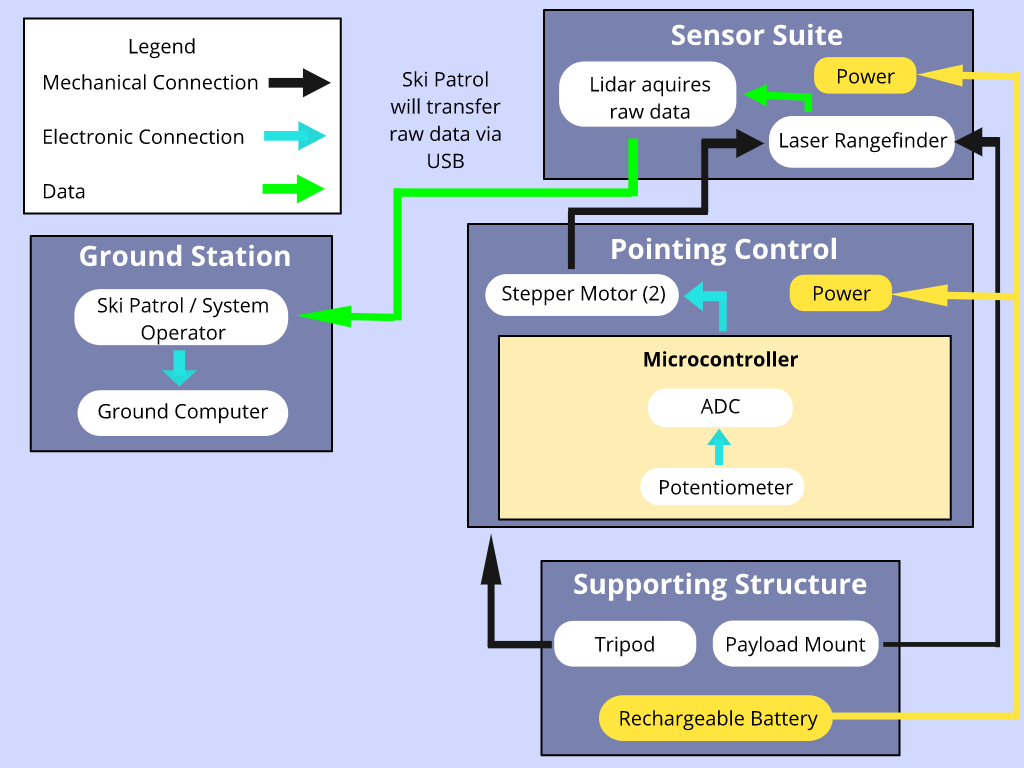 Legend
Mechanical Connection
Electronic Connection
Data
Ski Patrol
will transfer
raw data via
USB
Sensor Suite
Lidar aquires
raw data
Power
Laser Rangefinder
Ground Station
Ski Patrol / System
Operator
Ground Computer
Pointing Control
Stepper Motor (2)
Power
Microcontroller
ADC
Potentiometer
Supporting Structure
Tripod
Payload Mount
Rechargeable Battery